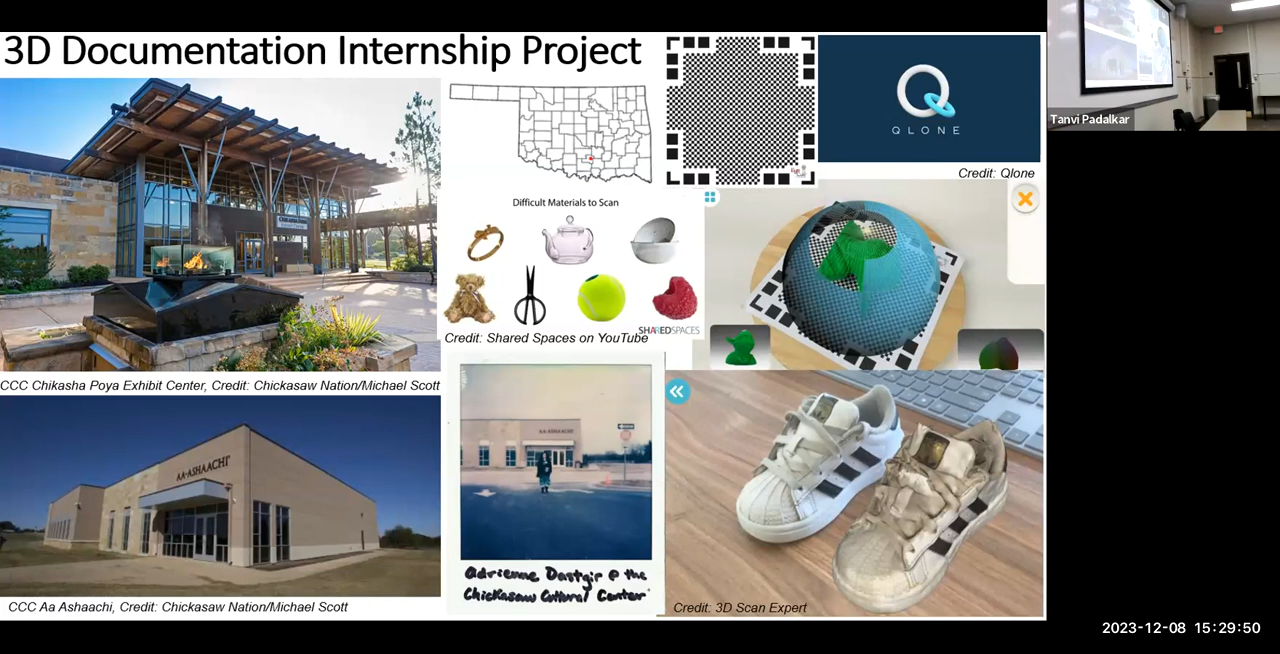 3D Documentation Internship Project
QLONE
Credit: Qlone
Tanvi Padalkar
Difficult Materials to Scan
SHAREDSPACES
Credit: Shared Spaces on YouTube
CCC Chikasha Poya Exhibit Center, Credit: Chickasaw Nation/Michael Scott
AA-ASHAACHI'
AA-ASHAACHI'
Adrienne Dastgir @ the
Chickasaw Cultural Center
CCC Aa Ashaachi, Credit: Chickasaw Nation/Michael Scott
Credit: 3D Scan Expert
2023-12-08 15:29:50